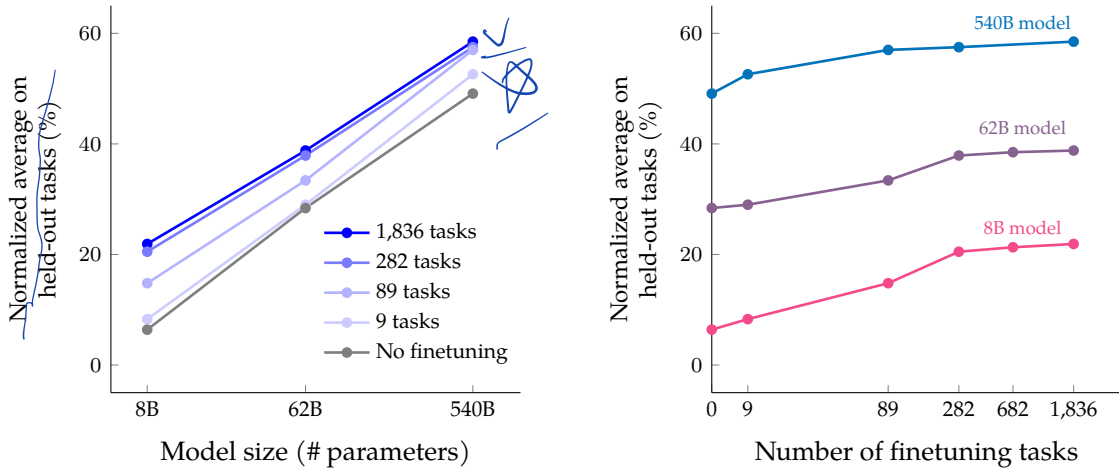 Normalized average on
held-out tasks (%)
60
40
20
0
8B
62B
540B
Model size (# parameters)
1,836 tasks
282 tasks
89 tasks
9 tasks
No finetuning
Normalized average on
held-out tasks (%)
60
40
20
0
540B model
62B model
8B model
0
9
89
282
682
1,836
Number of finetuning tasks